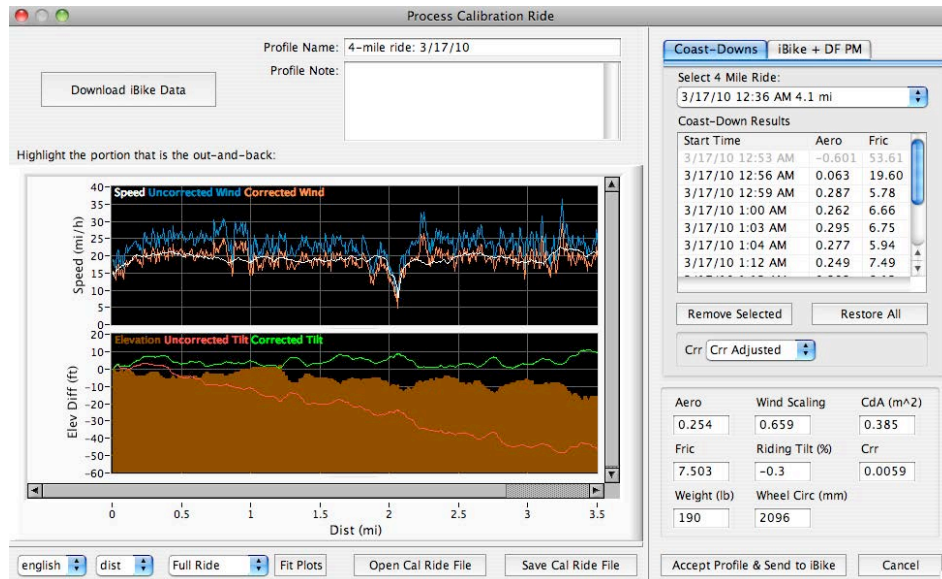 Process Calibration Ride
Profile Name: 4-mile ride: 3/17/10
Download iBike Data
Profile Note:
Highlight the portion that is the out-and-back:
Speed Uncorrected Wind Corrected Wind
40
35
30
25
20
15
10
5
0
Speed (mi/h)
Elevation Uncorrected Tilt Corrected Tilt
20
10
0
-10
-20
-30
-40
-50
-60
Elev Diff (ft)
0 0.5 1 1.5 2 2.5 3 3.5
Dist (mi)
english dist Full Ride Fit Plots Open Cal Ride File Save Cal Ride File
Coast-Downs iBike + DF PM
Select 4 Mile Ride:
3/17/10 12:36 AM 4.1 mi
Coast-Down Results
Start Time Aero Fric
3/17/10 12:53 AM -0.601 53.61
3/17/10 12:56 AM 0.063 19.60
3/17/10 12:59 AM 0.287 5.78
3/17/10 1:00 AM 0.262 6.66
3/17/10 1:03 AM 0.295 6.75
3/17/10 1:04 AM 0.277 5.94
3/17/10 1:12 AM 0.249 7.49
Remove Selected Restore All
Crr Crr Adjusted
Aero Wind Scaling CdA (m^2)
0.254 0.659 0.385
Fric Riding Tilt (%) Crr
7.503 -0.3 0.0059
Weight (lb) Wheel Circ (mm)
190 2096
Accept Profile & Send to iBike Cancel